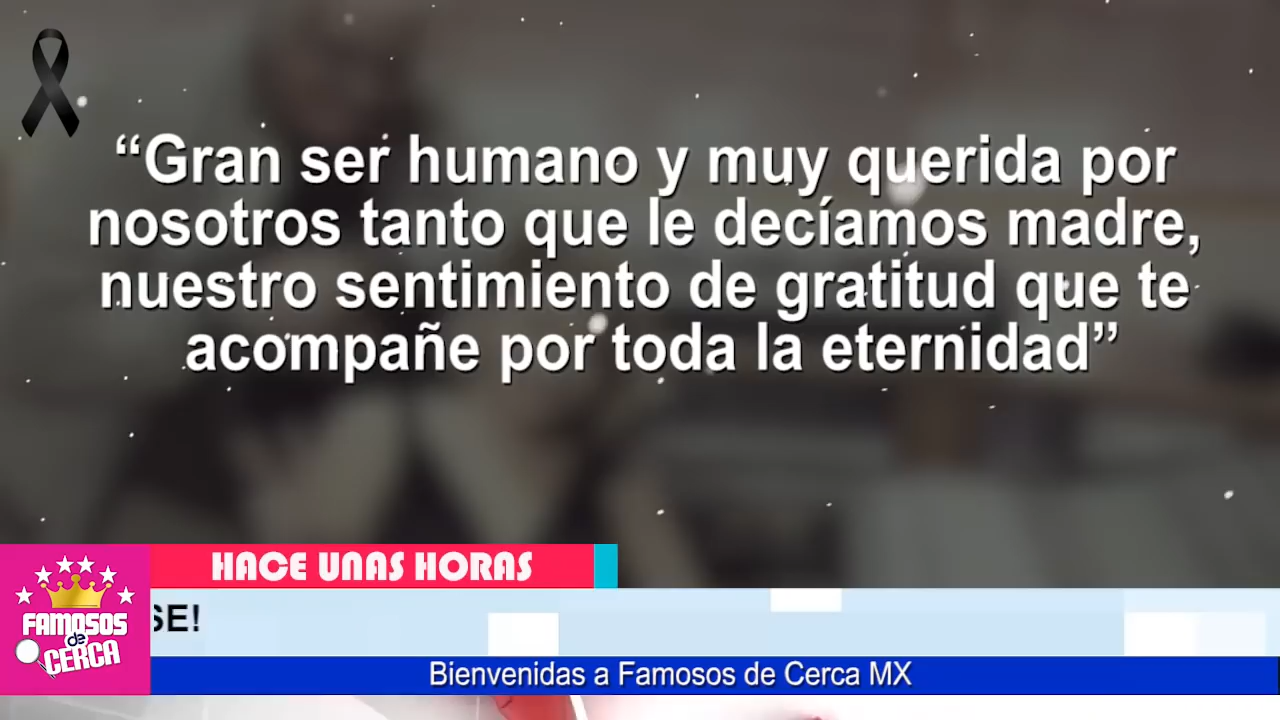 “Gran ser humano y muy querida por
nosotros tanto que le decíamos madre,
nuestro sentimiento de gratitud que te
acompañe por toda la eternidad”
HACE UNAS HORAS
SE!
FAMOSOS
de
CERCA
Bienvenidas a Famosos de Cerca MX